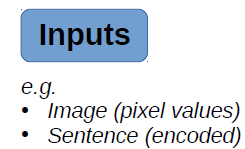 Inputs
e.g.
• Image (pixel values)
• Sentence (encoded)